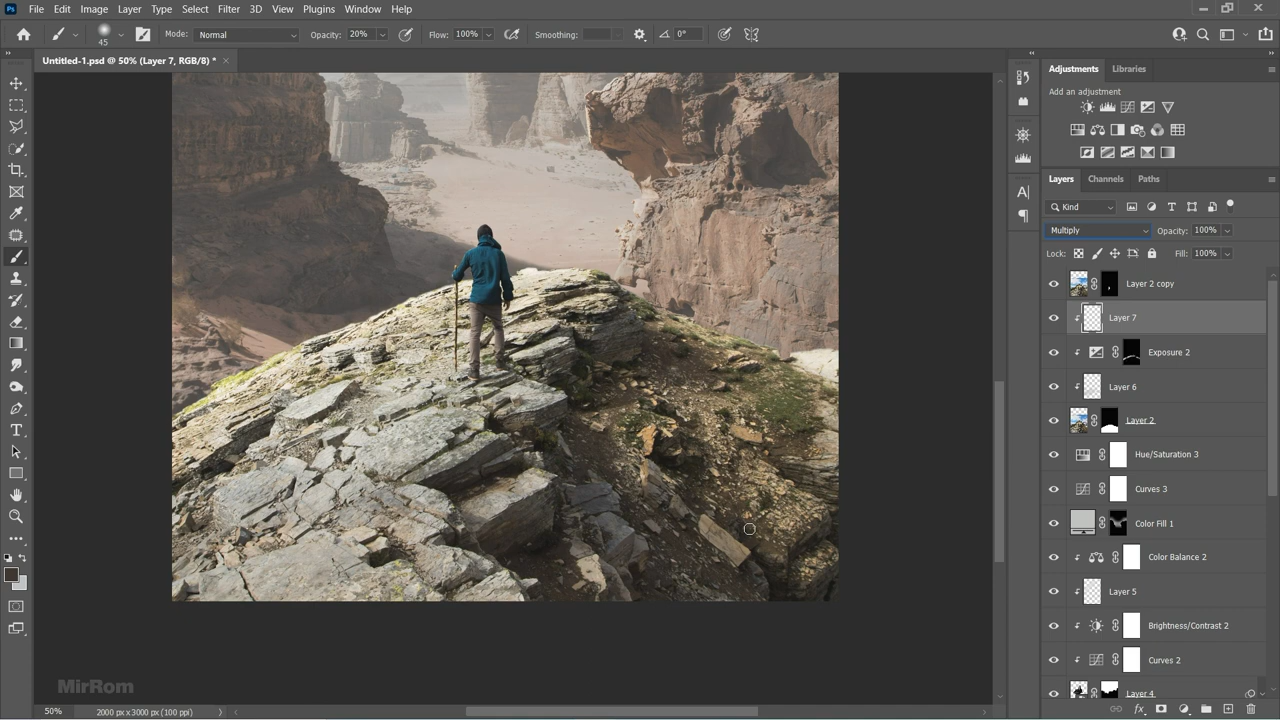 Ps File Edit Image Layer Type Select Filter 3D View Plugins Window Help
45 Mode: Normal Opacity: 20% Flow: 100% Smoothing: 0°
Untitled-1.psd @ 50% (Layer 7, RGB/8) *
Adjustments Libraries
Add an adjustment
Layers Channels Paths
Kind
Multiply Opacity: 100%
Lock: Fill: 100%
Layer 2 copy
Layer 7
Exposure 2
Layer 6
Layer 2
Hue/Saturation 3
Curves 3
Color Fill 1
Color Balance 2
Layer 5
Brightness/Contrast 2
Curves 2
Layer 4
MirRom
50% 2000 px x 3000 px (100 ppi)